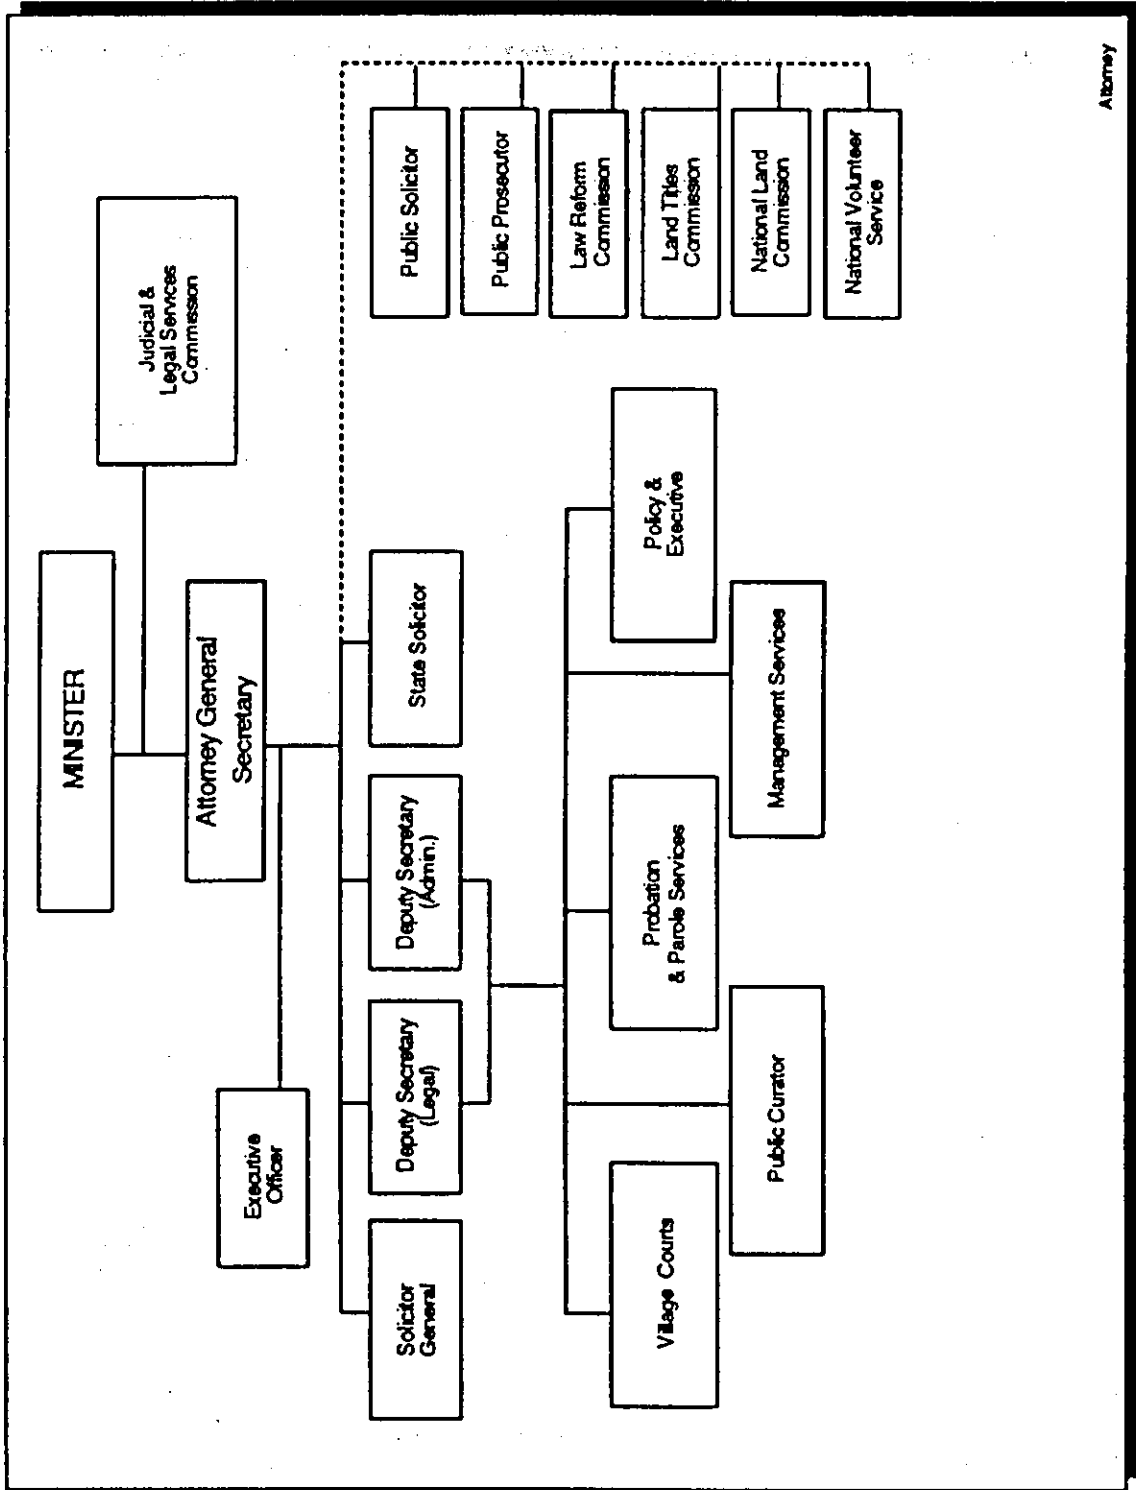 MINISTER
Judicial &
Legal Services
Commission
Attorney General
Secretary
Executive
Officer
Solicitor
General
Deputy Secretary
(Legal)
Deputy Secretary
(Admin.)
State Solicitor
Public Solicitor
Public Prosecutor
Law Reform
Commission
Land Titles
Commission
National Land
Commission
National Volunteer
Service
Village Courts
Public Curator
Probation
& Parole Services
Management Services
Policy &
Executive
Attorney